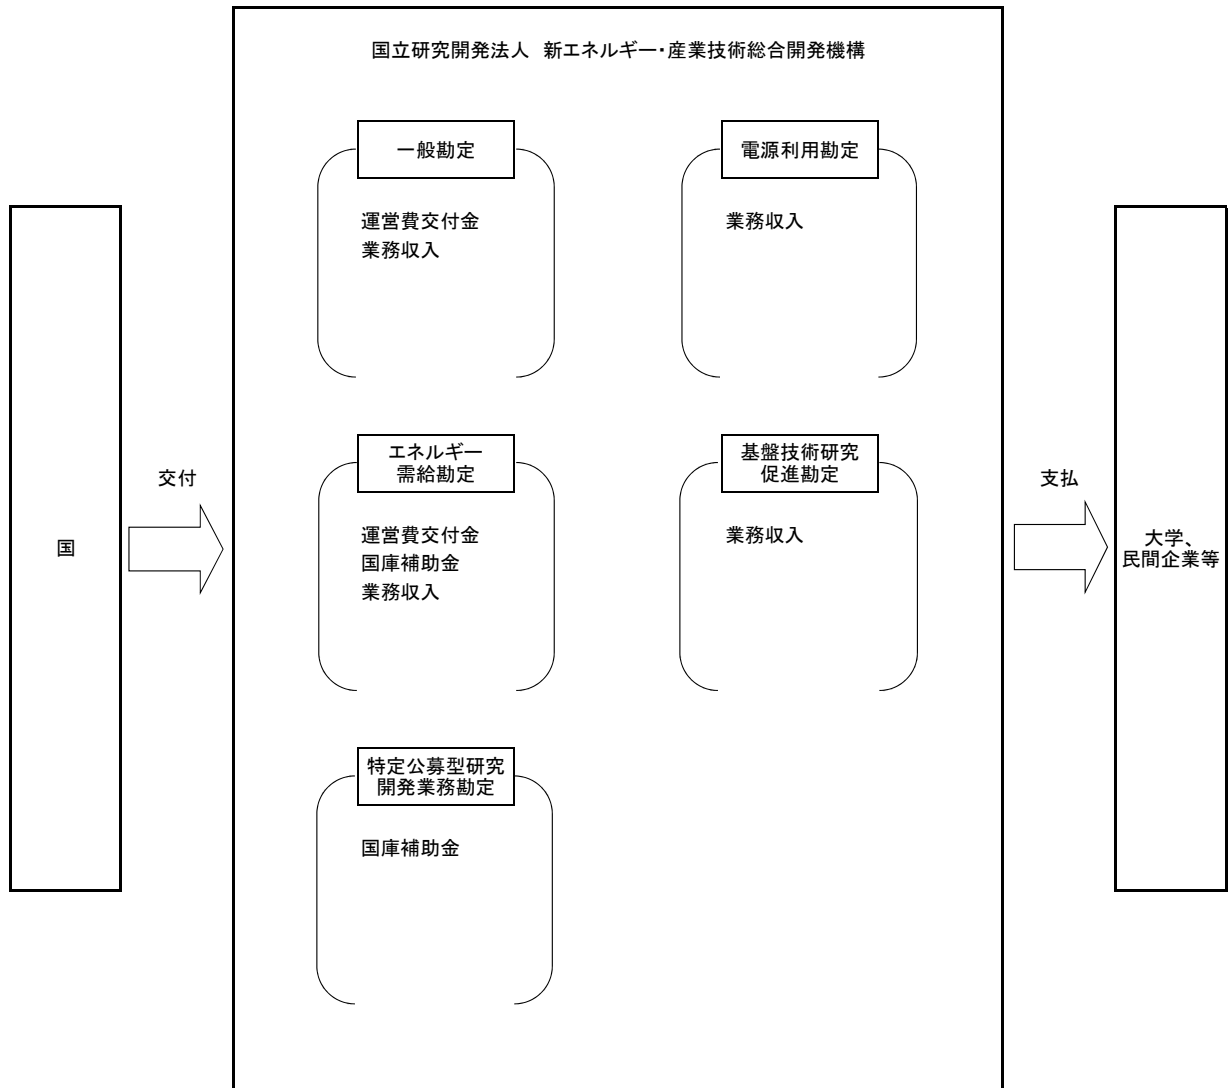 国立研究開発法人 新エネルギー・産業技術総合開発機構
一般勘定
運営費交付金
業務収入
電源利用勘定
業務収入
国
交付
エネルギー
需給勘定
運営費交付金
国庫補助金
業務収入
基盤技術研究
促進勘定
業務収入
支払
大学、
民間企業等
特定公募型研究
開発業務勘定
国庫補助金